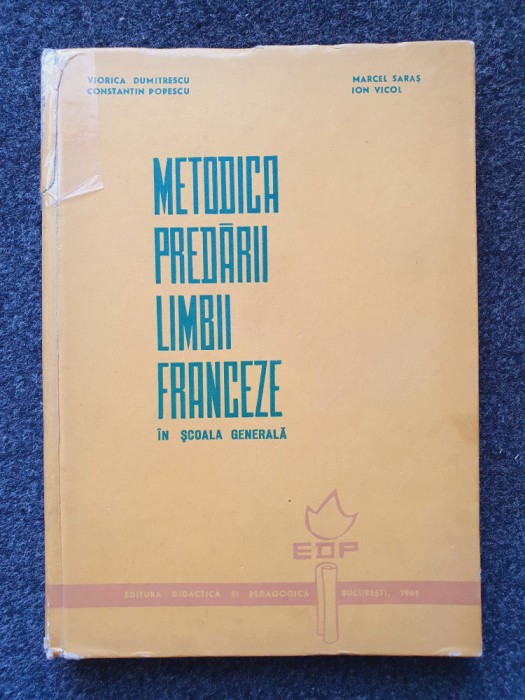 VIORICA DUMITRESCU
CONSTANTIN POPESCU
MARCEL SARAȘ
ION VICOL
METODICA
PREDĂRII
LIMBII
FRANCEZE
ÎN ȘCOALA GENERALĂ
EDP
EDITURA DIDACTICĂ ȘI PEDAGOGICĂ BUCUREȘTI, 1965